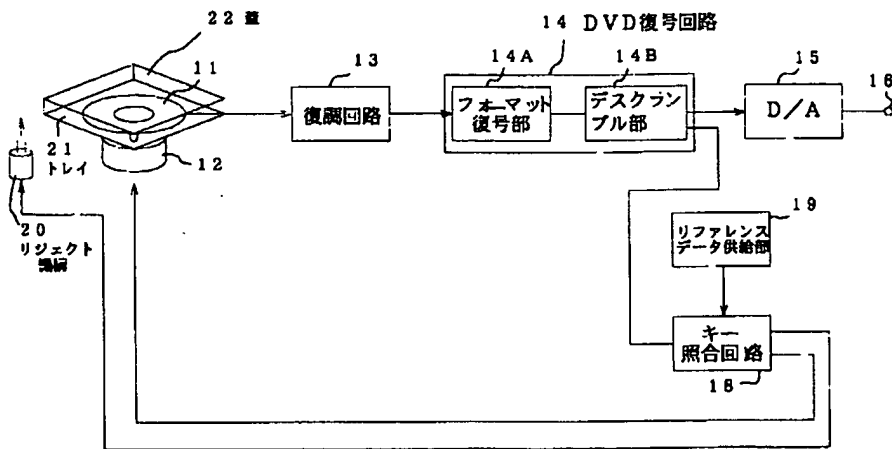 22 蓋
11
21
トレイ
12
20
リジェクト
13
復調回路
14 DVD復号回路
14A
フォーマット
復号部
14B
デスクラン
ブル部
15
D/A
16
19
リファレンス
データ供給部
キー
照合回路
18